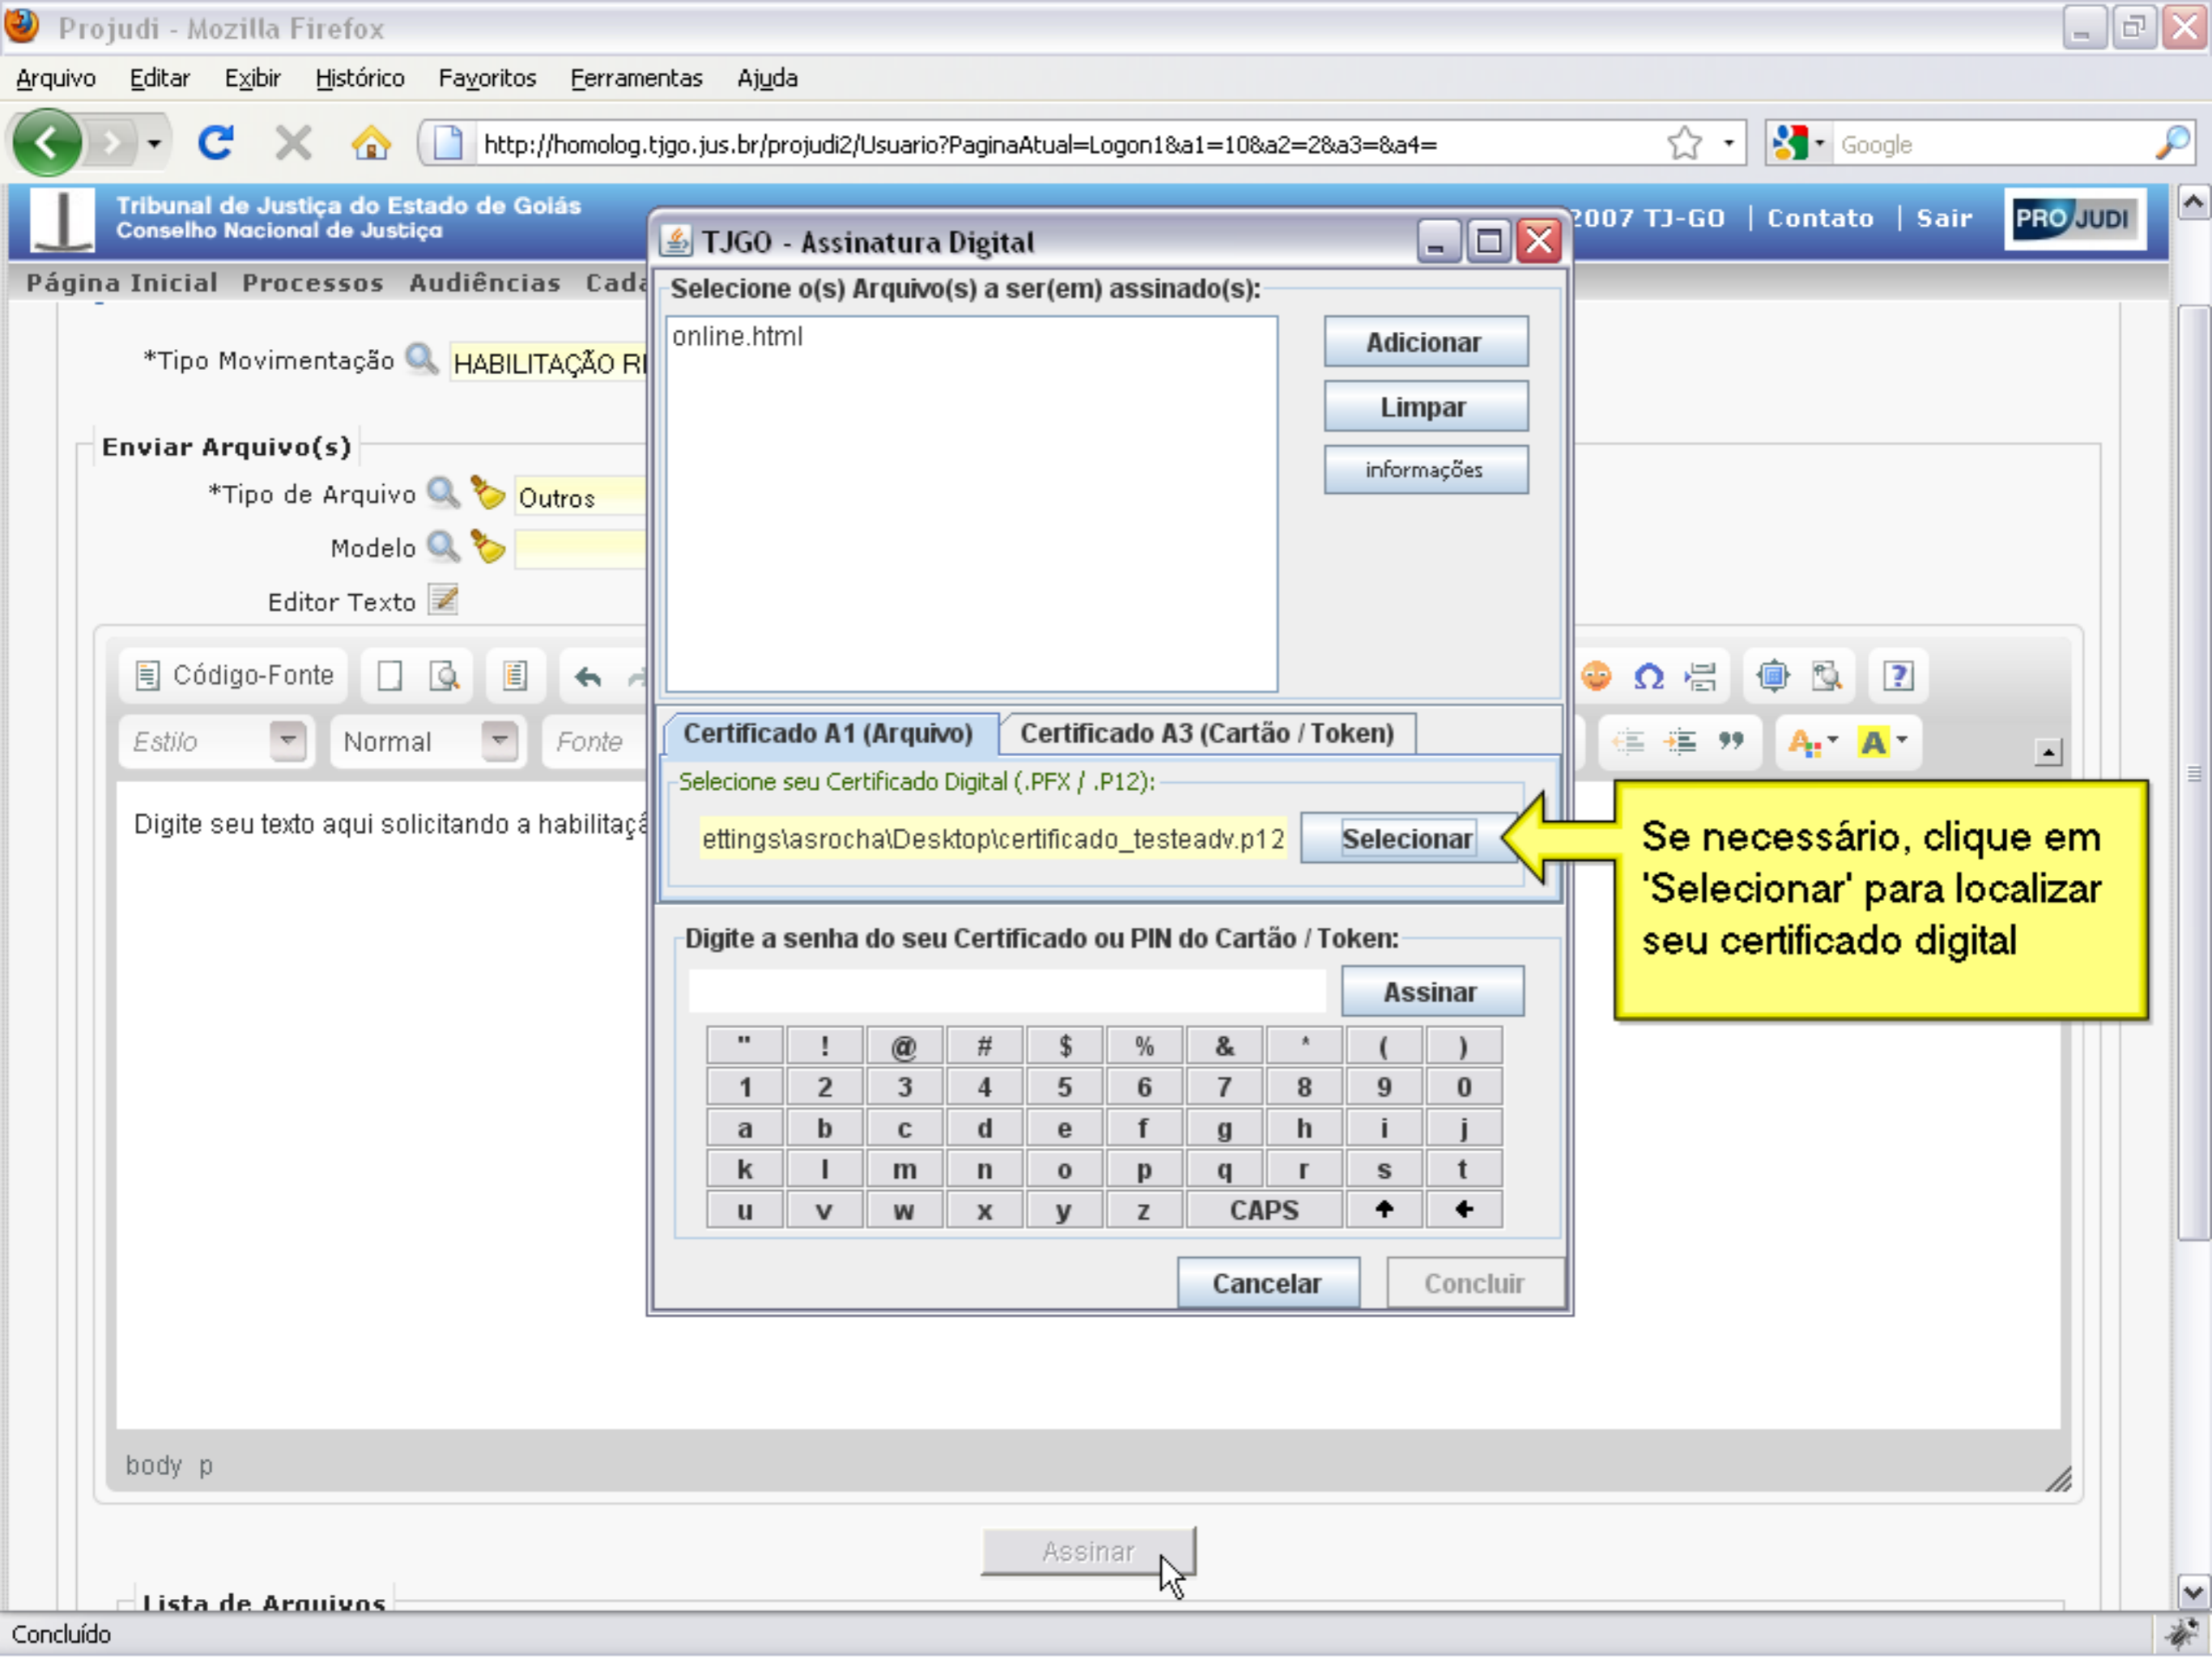 Projudi - Mozilla Firefox
Arquivo Editar Exibir Histórico Favoritos Ferramentas Ajuda
http://homolog.tjgo.jus.br/projudi2/Usuario?PaginaAtual=Logon1&a1=10&a2=2&a3=&a4=
Google
Tribunal de Justiça do Estado de Goiás
Conselho Nacional de Justiça
2007 TJ-GO | Contato | Sair
PROJUDI
Página Inicial Processos Audiências
*Tipo Movimentação HABILITAÇÃO
Enviar Arquivo(s)
*Tipo de Arquivo Outros
Modelo
Editor Texto
Código-Fonte
Estilo Normal Fonte
Digite seu texto aqui solicitando a
body p
Assinar
Lista de Arquivos
Concluído
TJGO - Assinatura Digital
Selecione o(s) Arquivo(s) a ser(em) assinado(s):
online.html
Adicionar
Limpar
informações
Certificado A1 (Arquivo) Certificado A3 (Cartão / Token)
Selecione seu Certificado Digital (.PFX / .P12):
ettings\asrocha\Desktop\certificado_testeadv.p12 Selecionar
Digite a senha do seu Certificado ou PIN do Cartão / Token:
Assinar
" ! @ # $ % & * ( )
1 2 3 4 5 6 7 8 9 0
a b c d e f g h i j
k l m n o p q r s t
u v w x y z CAPS
Cancelar Concluir
Se necessário, clique em
'Selecionar' para localizar
seu certificado digital